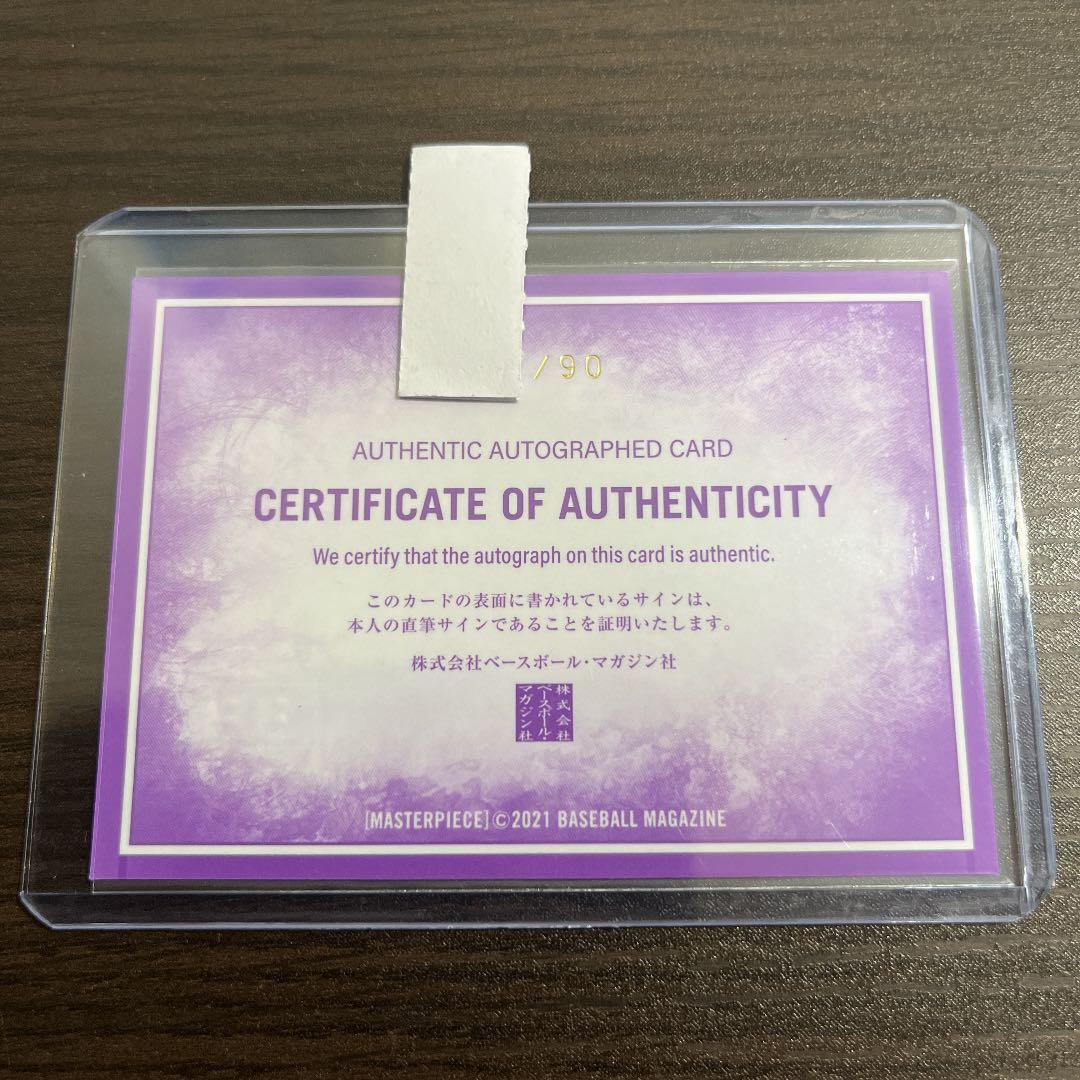 /90
AUTHENTIC AUTOGRAPHED CARD
CERTIFICATE OF AUTHENTICITY
We certify that the autograph on this card is authentic.
このカードの表面に書かれているサインは、
本人の直筆サインであることを証明いたします。
株式会社ベースボール・マガジン社
株式会社
ベースボール・
マガジン社
[MASTERPIECE]©2021 BASEBALL MAGAZINE